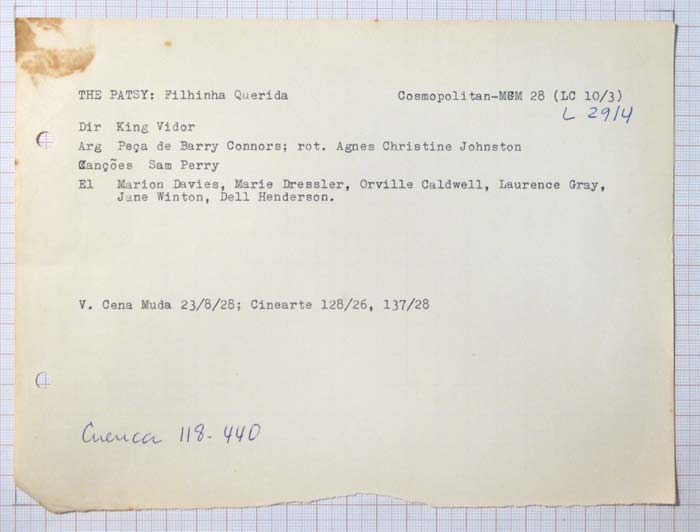 THE PATSY: Filhinha Querida Cosmopolitan-MGM 28 (LC 10/3)
L 29/4
Dir King Vidor
Arg Peça de Barry Connors; rot. Agnes Christine Johnston
Canções Sam Perry
El Marion Davies, Marie Dressler, Orville Caldwell, Laurence Gray,
Jane Winton, Dell Henderson.
V. Cena Muda 23/8/28; Cinearte 128/26, 137/28
Cuenca 118-440